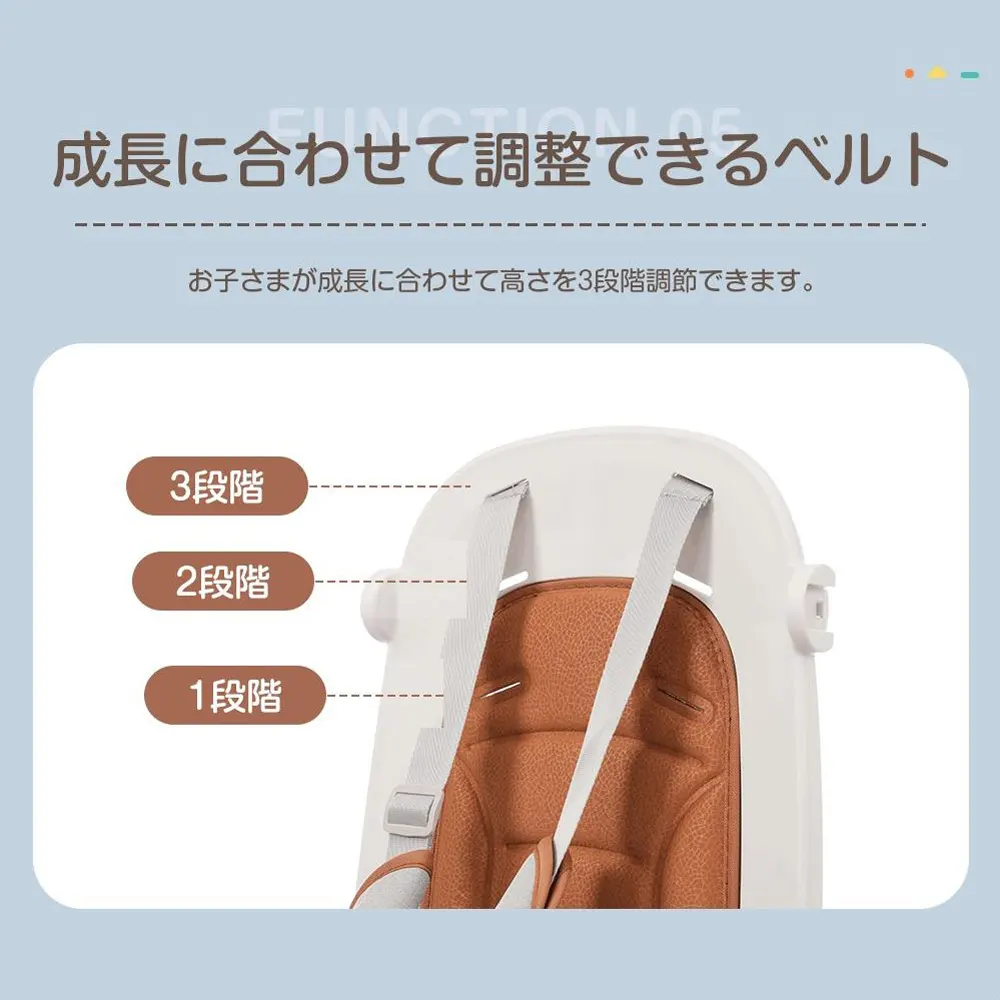 FUNCTION 05
成長に合わせて調整できるベルト
お子さまが成長に合わせて高さを3段階調節できます。
3段階
2段階
1段階